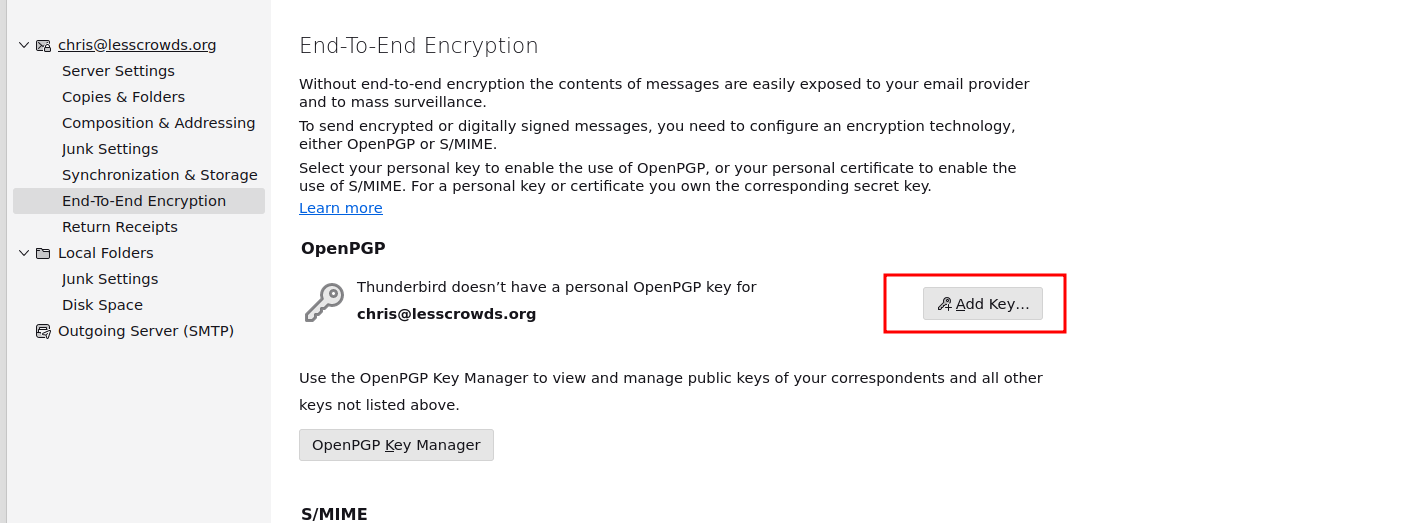 chris@lesscrowds.org
Server Settings
Copies & Folders
Composition & Addressing
Junk Settings
Synchronization & Storage
End-To-End Encryption
Return Receipts
Local Folders
Junk Settings
Disk Space
Outgoing Server (SMTP)
End-To-End Encryption
Without end-to-end encryption the contents of messages are easily exposed to your email provider
and to mass surveillance.
To send encrypted or digitally signed messages, you need to configure an encryption technology,
either OpenPGP or S/MIME.
Select your personal key to enable the use of OpenPGP, or your personal certificate to enable the
use of S/MIME. For a personal key or certificate you own the corresponding secret key.
Learn more
OpenPGP
Thunderbird doesn’t have a personal OpenPGP key for
chris@lesscrowds.org
Add Key…
Use the OpenPGP Key Manager to view and manage public keys of your correspondents and all other
keys not listed above.
OpenPGP Key Manager
S/MIME